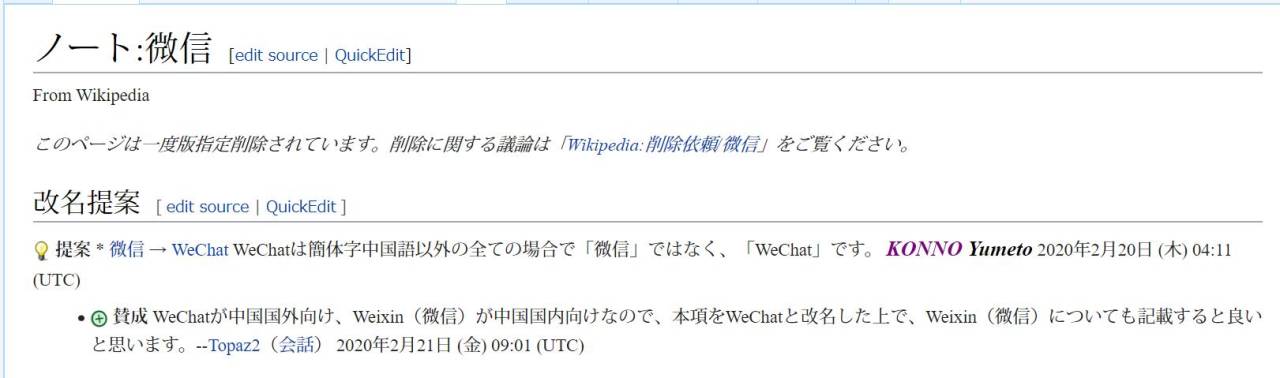 ノート:微信 [edit source | QuickEdit]
From Wikipedia
このページは一度版指定削除されています。削除に関する議論は「Wikipedia:削除依頼/微信」をご覧ください。
改名提案 [ edit source | QuickEdit ]
提案 * 微信 → WeChat WeChatは簡体字中国語以外の全ての場合で「微信」ではなく、「WeChat」です。 KONNO Yumeto 2020年2月20日 (木) 04:11
(UTC)
• 賛成 WeChatが中国国外向け、Weixin（微信）が中国国内向けなので、本項をWeChatと改名した上で、Weixin（微信）についても記載すると良い
と思います。--Topaz2（会話） 2020年2月21日 (金) 09:01 (UTC)